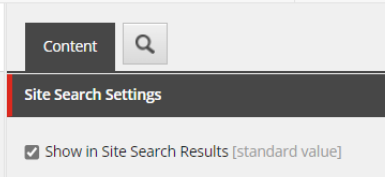 Content
Site Search Settings
Show in Site Search Results [standard value]